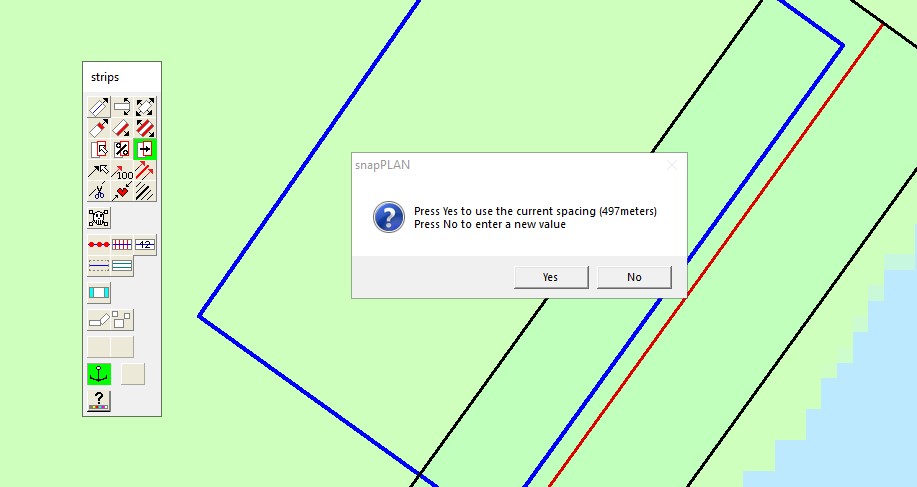 strips
100
12
snapPLAN
Press Yes to use the current spacing (497meters)
Press No to enter a new value
Yes
No